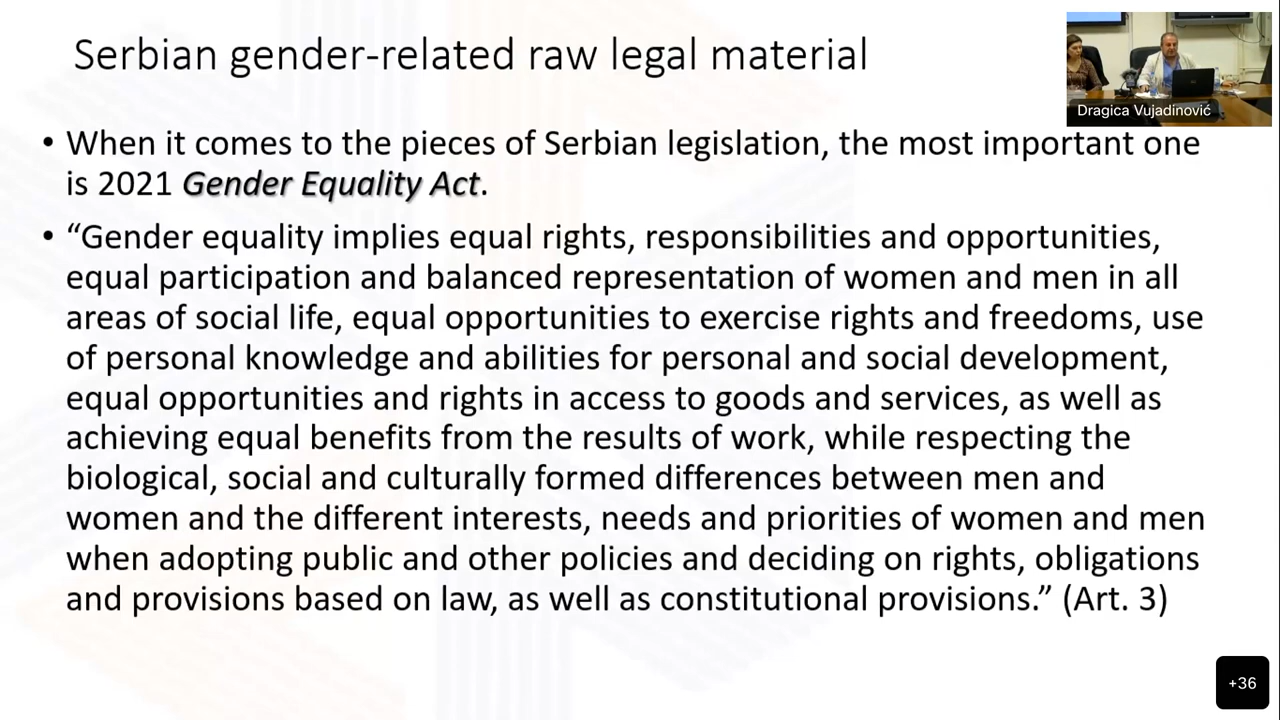 Serbian gender-related raw legal material
Dragica Vujadinović
• When it comes to the pieces of Serbian legislation, the most important one
is 2021 Gender Equality Act.
• “Gender equality implies equal rights, responsibilities and opportunities,
equal participation and balanced representation of women and men in all
areas of social life, equal opportunities to exercise rights and freedoms, use
of personal knowledge and abilities for personal and social development,
equal opportunities and rights in access to goods and services, as well as
achieving equal benefits from the results of work, while respecting the
biological, social and culturally formed differences between men and
women and the different interests, needs and priorities of women and men
when adopting public and other policies and deciding on rights, obligations
and provisions based on law, as well as constitutional provisions.” (Art. 3)
+36